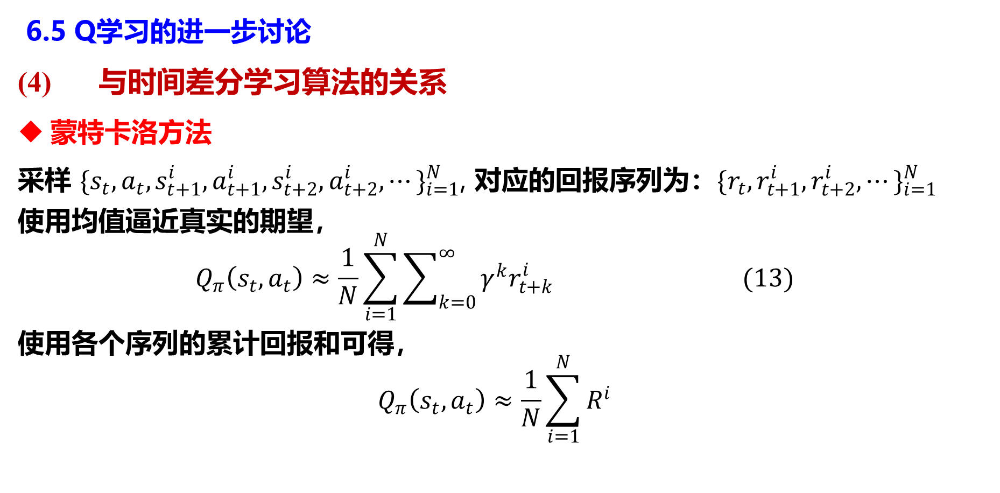 6.5 Q学习的进一步讨论
(4) 与时间差分学习算法的关系
◆ 蒙特卡洛方法
采样 $\{s_t, a_t, s_{t+1}^i, a_{t+1}^i, s_{t+2}^i, a_{t+2}^i, \cdots\}_{i=1}^N$, 对应的回报序列为：$\{r_t, r_{t+1}^i, r_{t+2}^i, \cdots\}_{i=1}^N$
使用均值逼近真实的期望，
$Q_\pi(s_t, a_t) \approx \frac{1}{N} \sum_{i=1}^N \sum_{k=0}^\infty \gamma^k r_{t+k}^i$ (13)
使用各个序列的累计回报和可得，
$Q_\pi(s_t, a_t) \approx \frac{1}{N} \sum_{i=1}^N R^i$